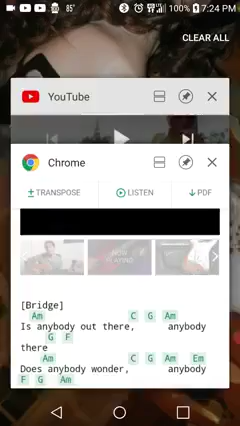 85° 100% 7:24 PM
CLEAR ALL
YouTube
Chrome
TRANSPOSE LISTEN PDF
[Bridge]
Am C G Am
Is anybody out there, anybody
G F
there
Am C G Am Em
Does anybody wonder, anybody
F G Am